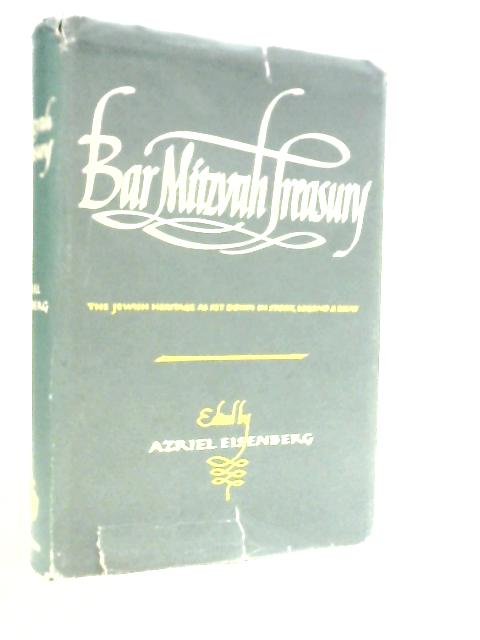 Bar Mitzvah Treasury
THE JEWISH HERITAGE AS SET DOWN IN STORY, LEGEND & ESSAY
Edited by
AZRIEL EISENBERG